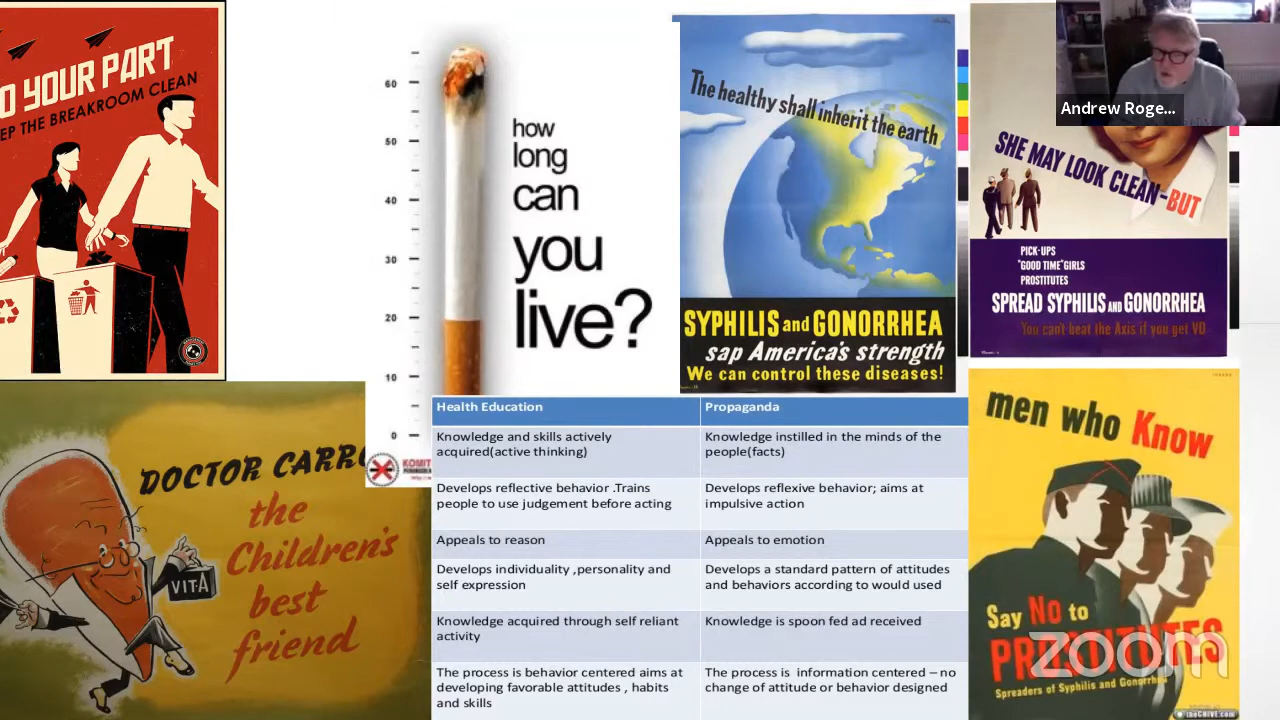 O YOUR PART
EP THE BREAKROOM CLEAN
60
50
40
30
20
10
0
how
long
can
you
live?
KOMIT
The healthy shall inherit the earth
SYPHILIS and GONORRHEA
sap America's strength
We can control these diseases!
Andrew Roge...
SHE MAY LOOK CLEAN-BUT
PICK-UPS
"GOOD TIME" GIRLS
PROSTITUTES
SPREAD SYPHILIS AND GONORRHEA
You can't beat the Axis if you get VD
DOCTOR CARRO
the
Children's
best
friend
VIT-A
Health Education
Propaganda
Knowledge and skills actively
acquired(active thinking)
Knowledge instilled in the minds of the
people(facts)
Develops reflective behavior .Trains
people to use judgement before acting
Develops reflexive behavior; aims at
impulsive action
Appeals to reason
Appeals to emotion
Develops individuality ,personality and
self expression
Develops a standard pattern of attitudes
and behaviors according to would used
Knowledge acquired through self reliant
activity
Knowledge is spoon fed ad received
The process is behavior centered aims at
developing favorable attitudes , habits
and skills
The process is information centered – no
change of attitude or behavior designed
men who Know
Say No to
PROSTITUTES
Spreaders of Syphilis and Gonorrhea
zoom
theCHIVE.com